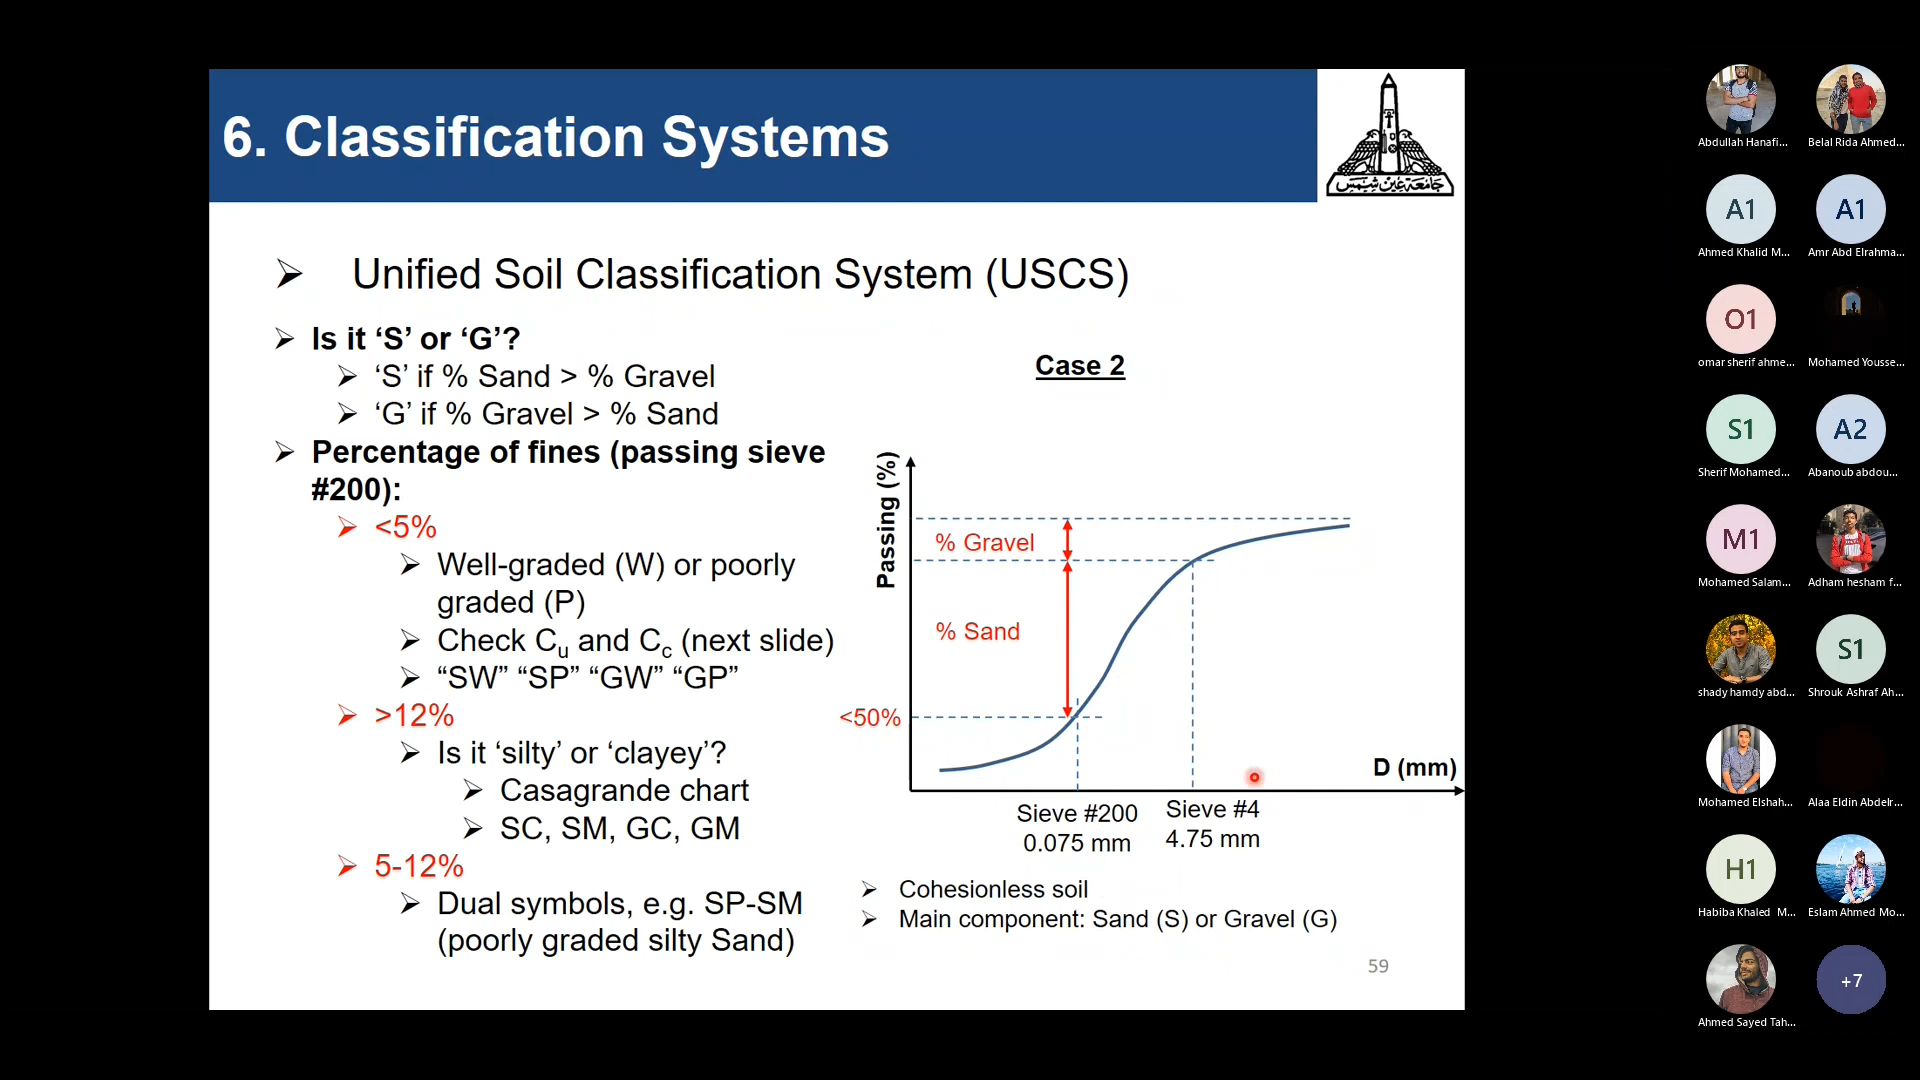 6. Classification Systems
جامعة عين شمس
➢ Unified Soil Classification System (USCS)
➢ Is it ‘S’ or ‘G’?
➢ ‘S’ if % Sand > % Gravel
➢ ‘G’ if % Gravel > % Sand
➢ Percentage of fines (passing sieve
#200):
➢ <5%
➢ Well-graded (W) or poorly
graded (P)
➢ Check Cu and Cc (next slide)
➢ “SW” “SP” “GW” “GP”
➢ >12%
➢ Is it ‘silty’ or ‘clayey’?
➢ Casagrande chart
➢ SC, SM, GC, GM
➢ 5-12%
➢ Dual symbols, e.g. SP-SM
(poorly graded silty Sand)
Case 2
Passing (%)
% Gravel
% Sand
<50%
D (mm)
Sieve #200
0.075 mm
Sieve #4
4.75 mm
➢ Cohesionless soil
➢ Main component: Sand (S) or Gravel (G)
59
Abdullah Hanafi...
Belal Rida Ahmed...
A1
Ahmed Khalid M...
A1
Amr Abd Elrahma...
O1
omar sherif ahme...
Mohamed Yousse...
S1
Sherif Mohamed...
A2
Abanoub abdou...
M1
Mohamed Salam...
Adham hesham f...
shady hamdy abd...
S1
Shrouk Ashraf Ah...
Mohamed Elshah...
Alaa Eldin Abdelr...
H1
Habiba Khaled M...
Eslam Ahmed Mo...
Ahmed Sayed Tah...
+7